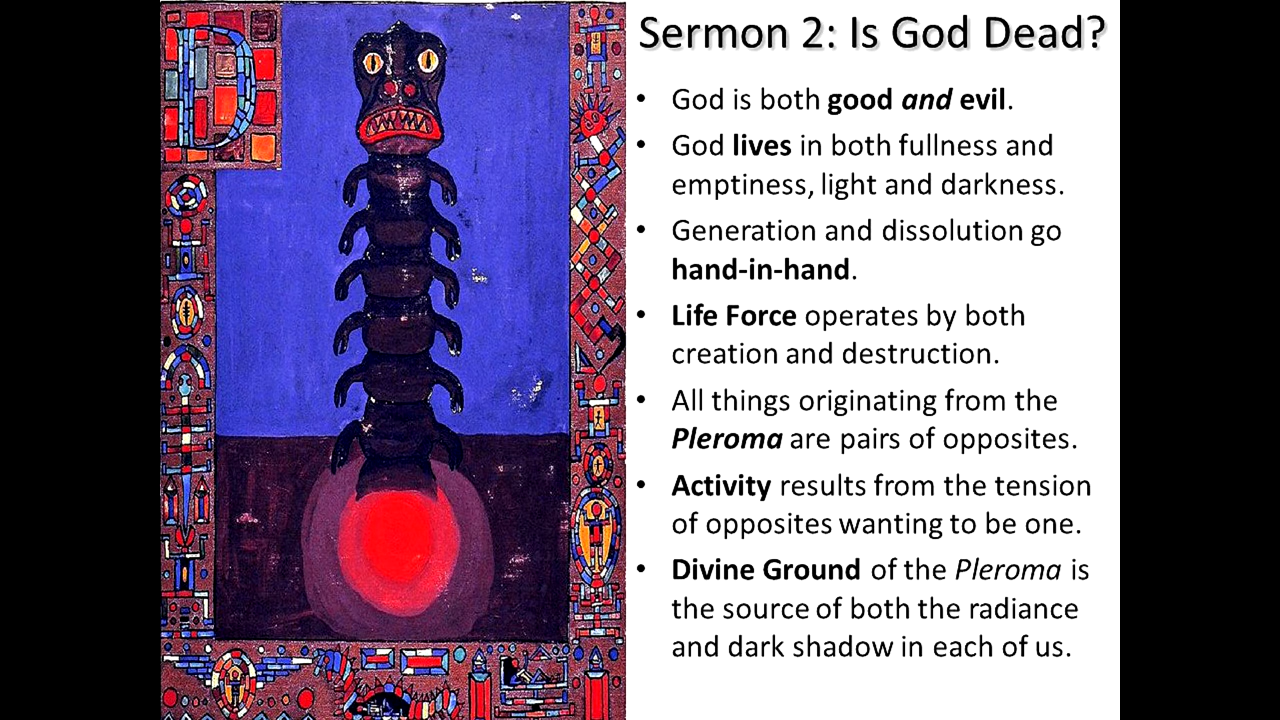 D
Sermon 2: Is God Dead?
• God is both good and evil.
• God lives in both fullness and
emptiness, light and darkness.
• Generation and dissolution go
hand-in-hand.
• Life Force operates by both
creation and destruction.
• All things originating from the
Pleroma are pairs of opposites.
• Activity results from the tension
of opposites wanting to be one.
• Divine Ground of the Pleroma is
the source of both the radiance
and dark shadow in each of us.